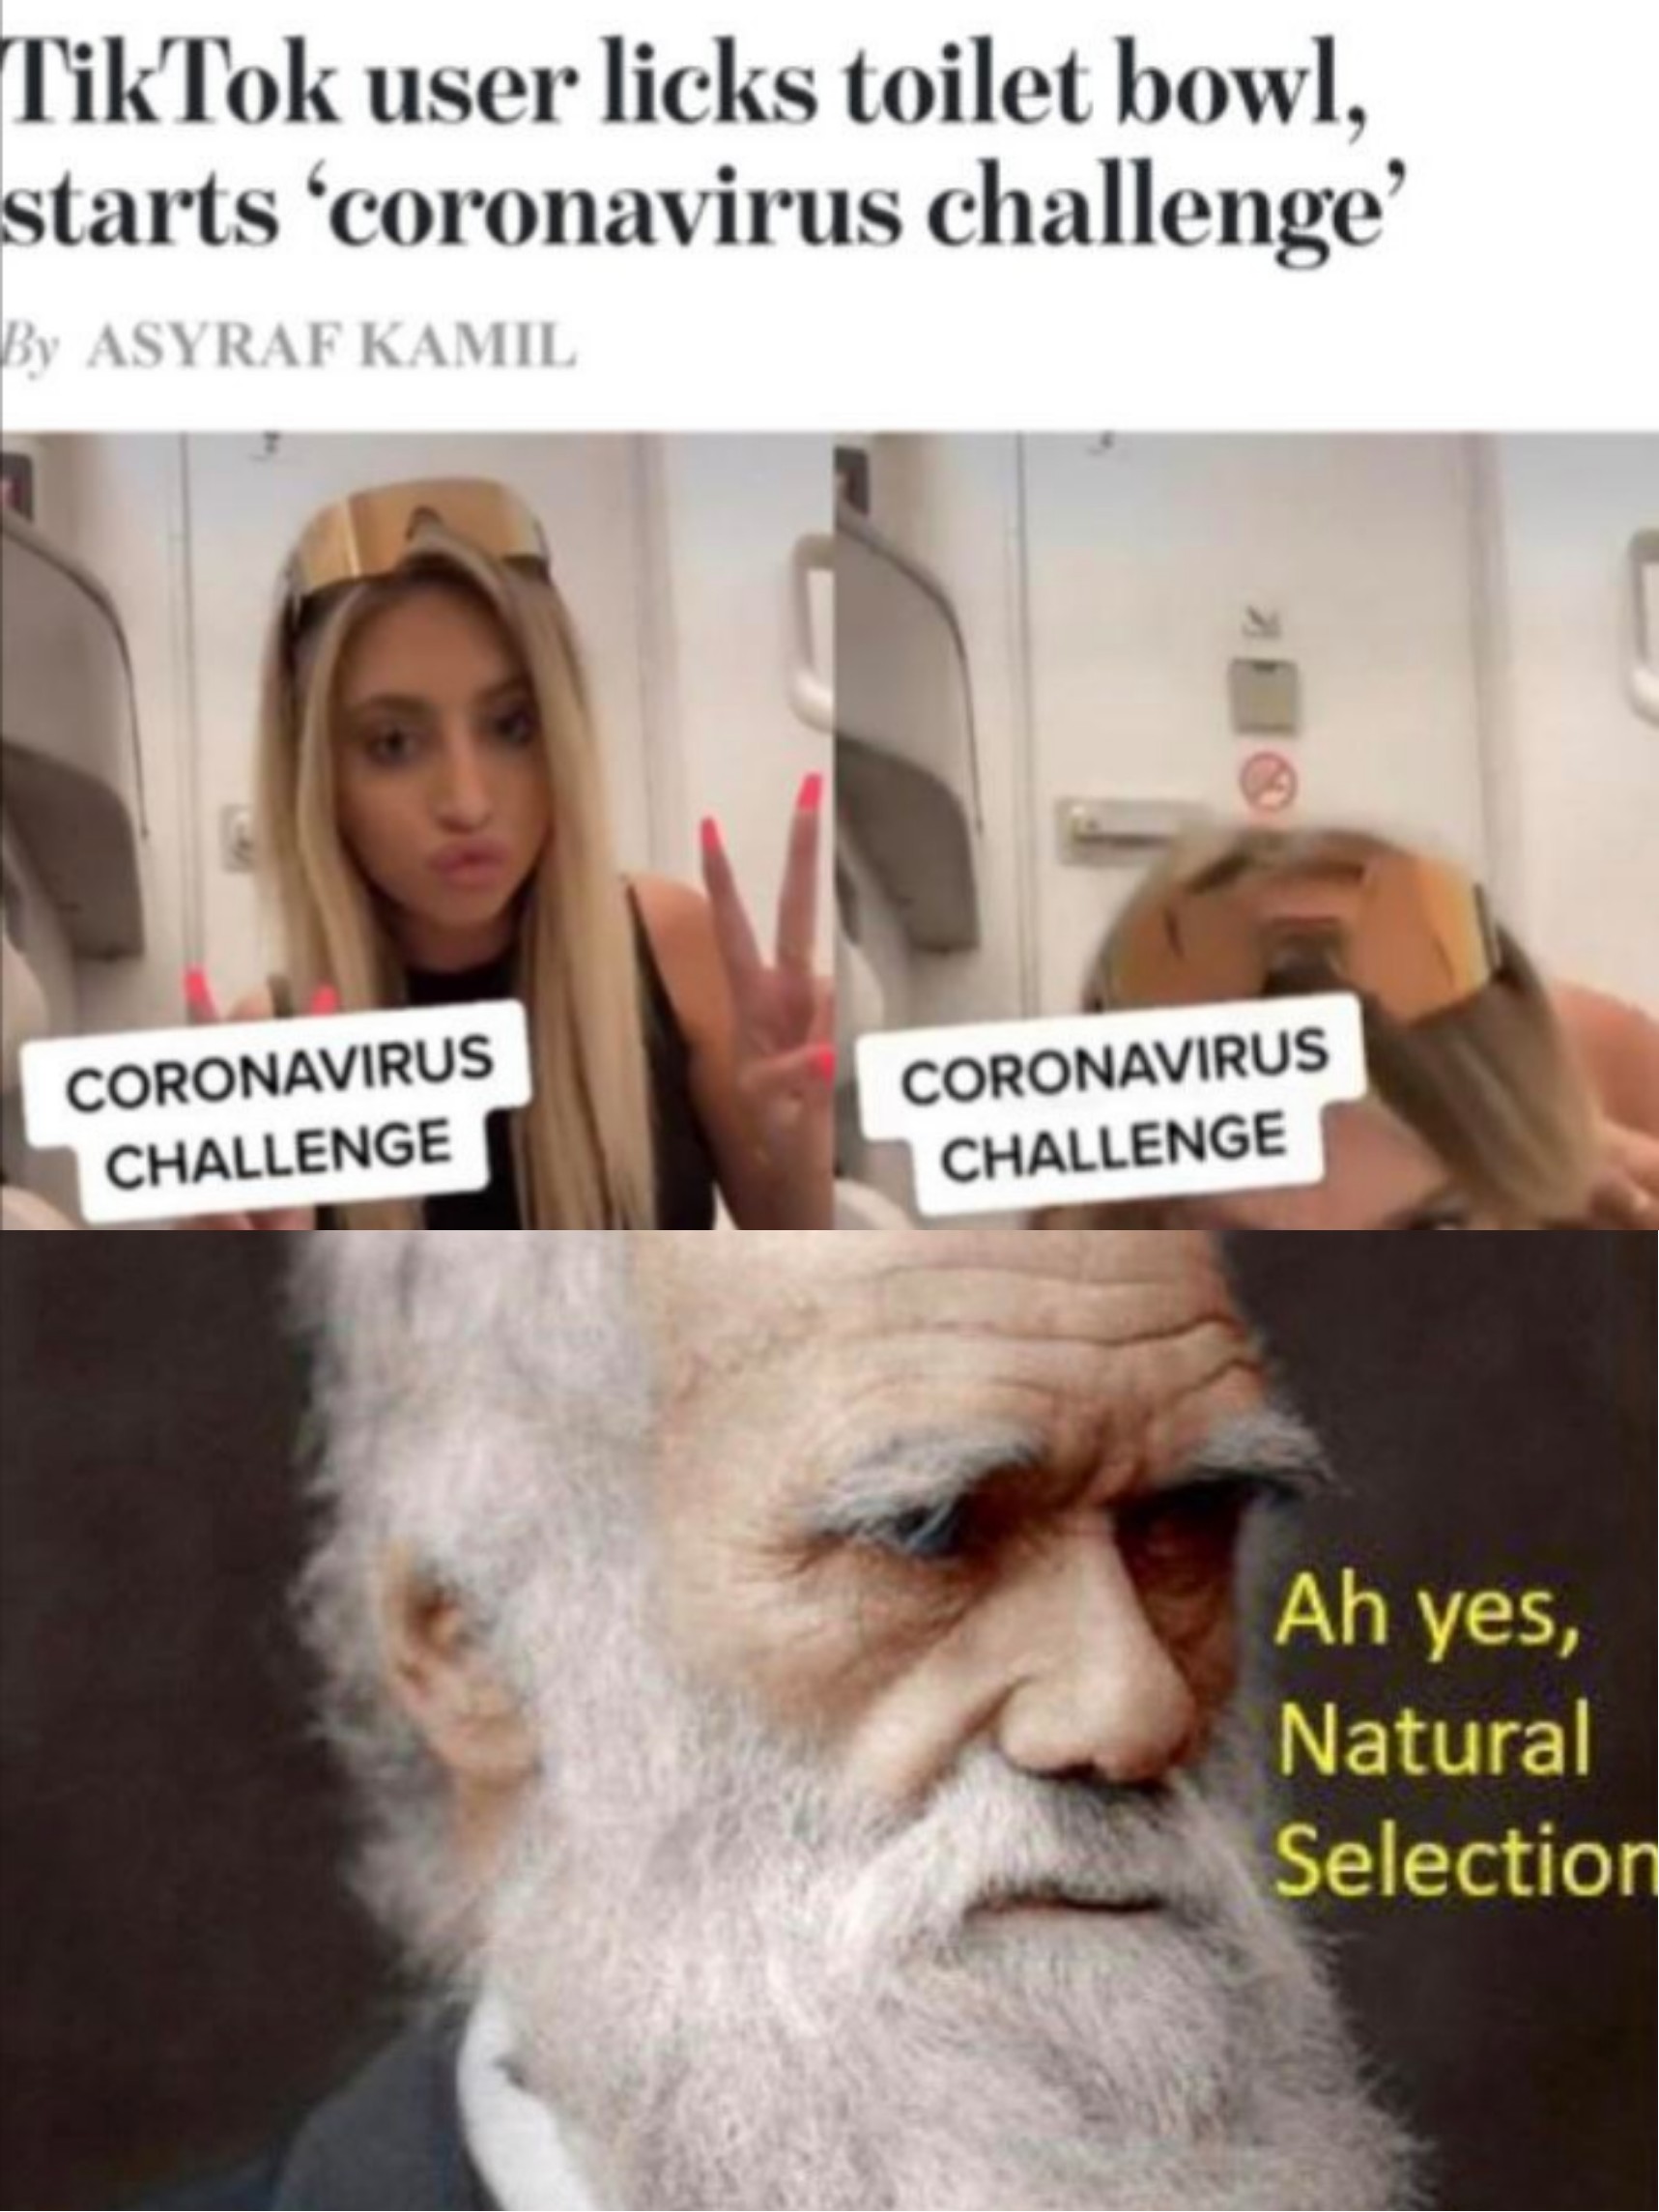 TikTok user licks toilet bowl,
starts ‘coronavirus challenge’
By ASYRAF KAMIL
CORONAVIRUS
CHALLENGE
CORONAVIRUS
CHALLENGE
Ah yes,
Natural
Selection